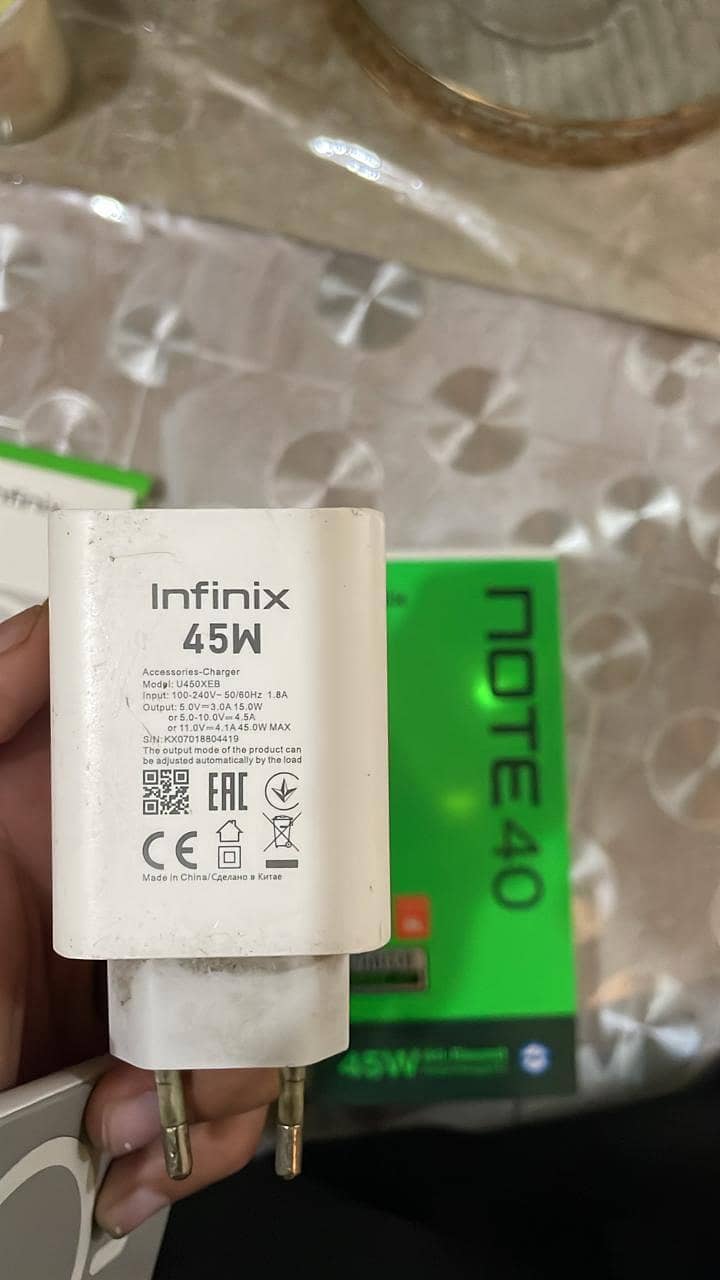 Infinix
45W
Accessories-Charger
Model: U450XEB
Input: 100-240V~ 50/60Hz 1.8A
Output: 5.0V⎓3.0A 15.0W
or 5.0-10.0V⎓4.5A
or 11.0V⎓4.1A 45.0W MAX
S/N:KX07018804419
The output mode of the product can
be adjusted automatically by the load
EAC
CE
Made in China/Сделано в Китае
NOTE 40
45W